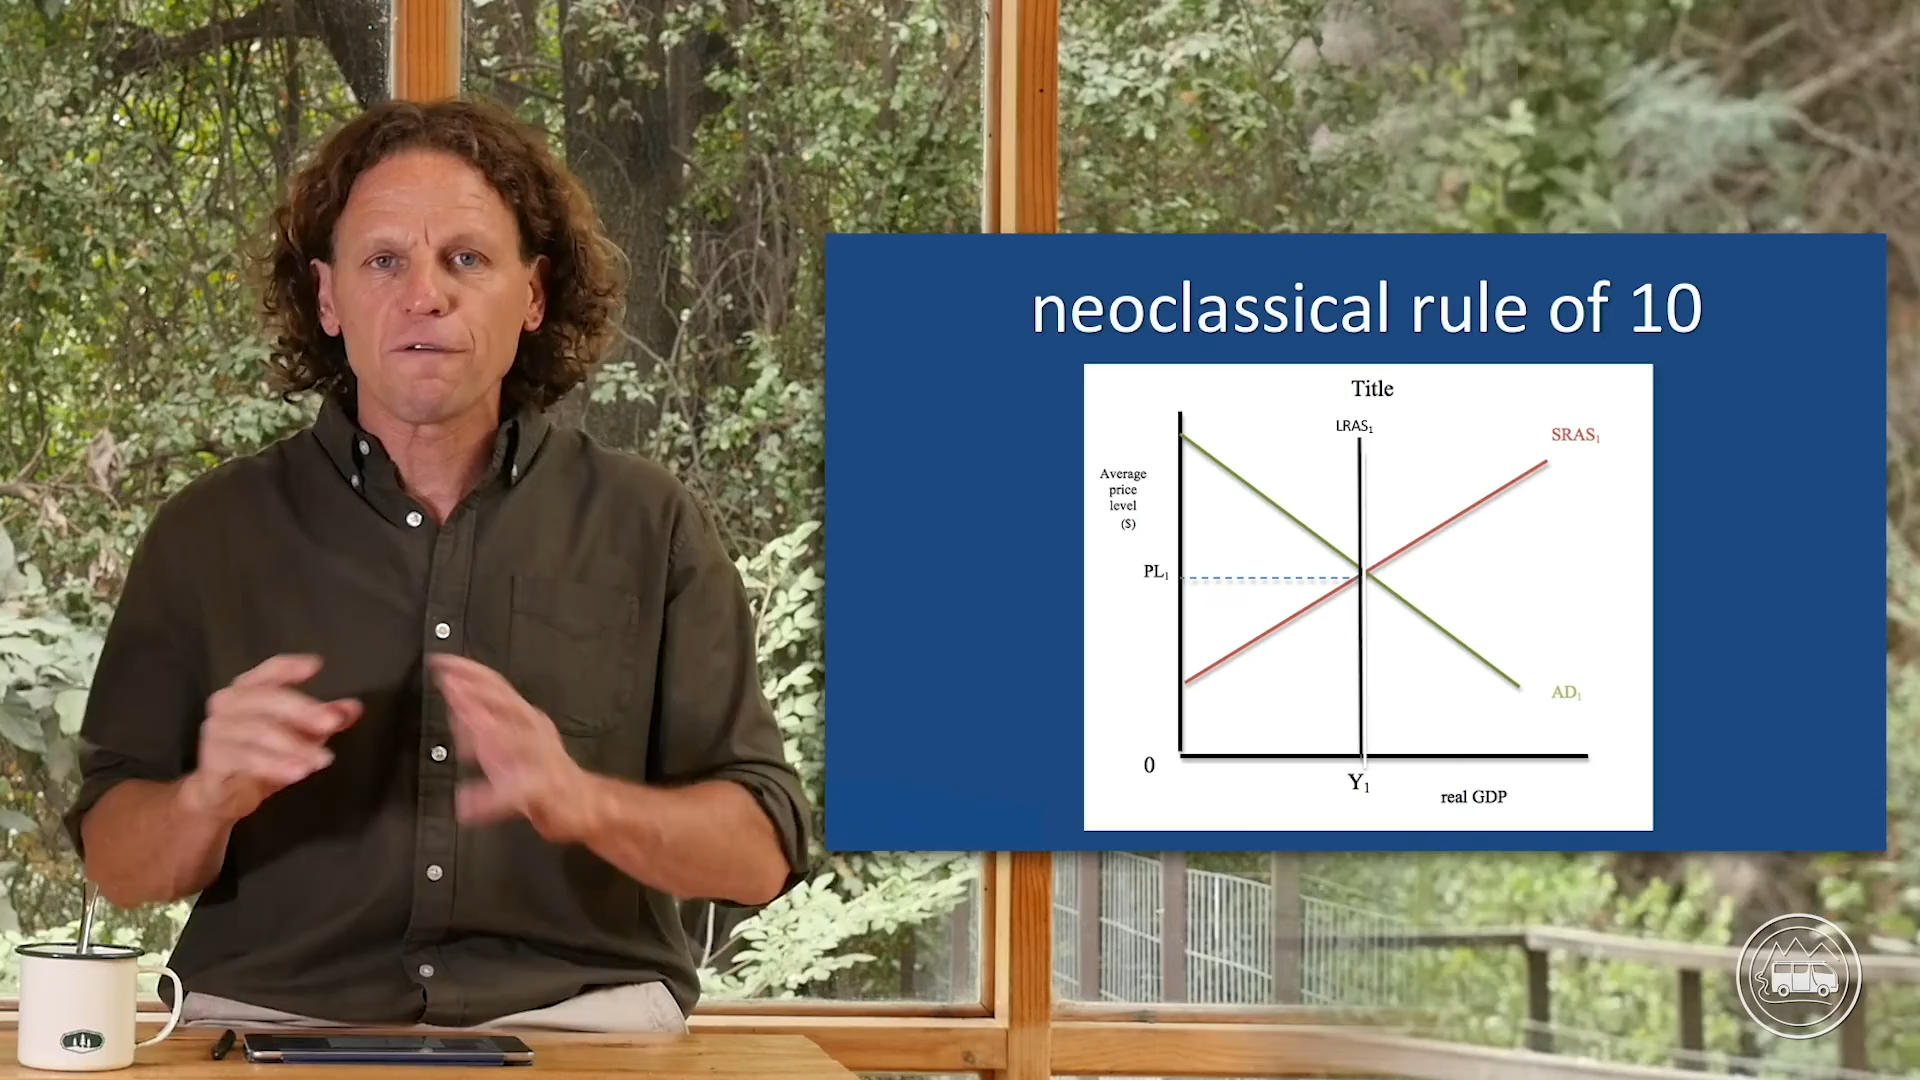 neoclassical rule of 10
Title
LRAS₁
SRAS₁
Average
price
level
($)
PL₁
AD₁
0
Y₁
real GDP